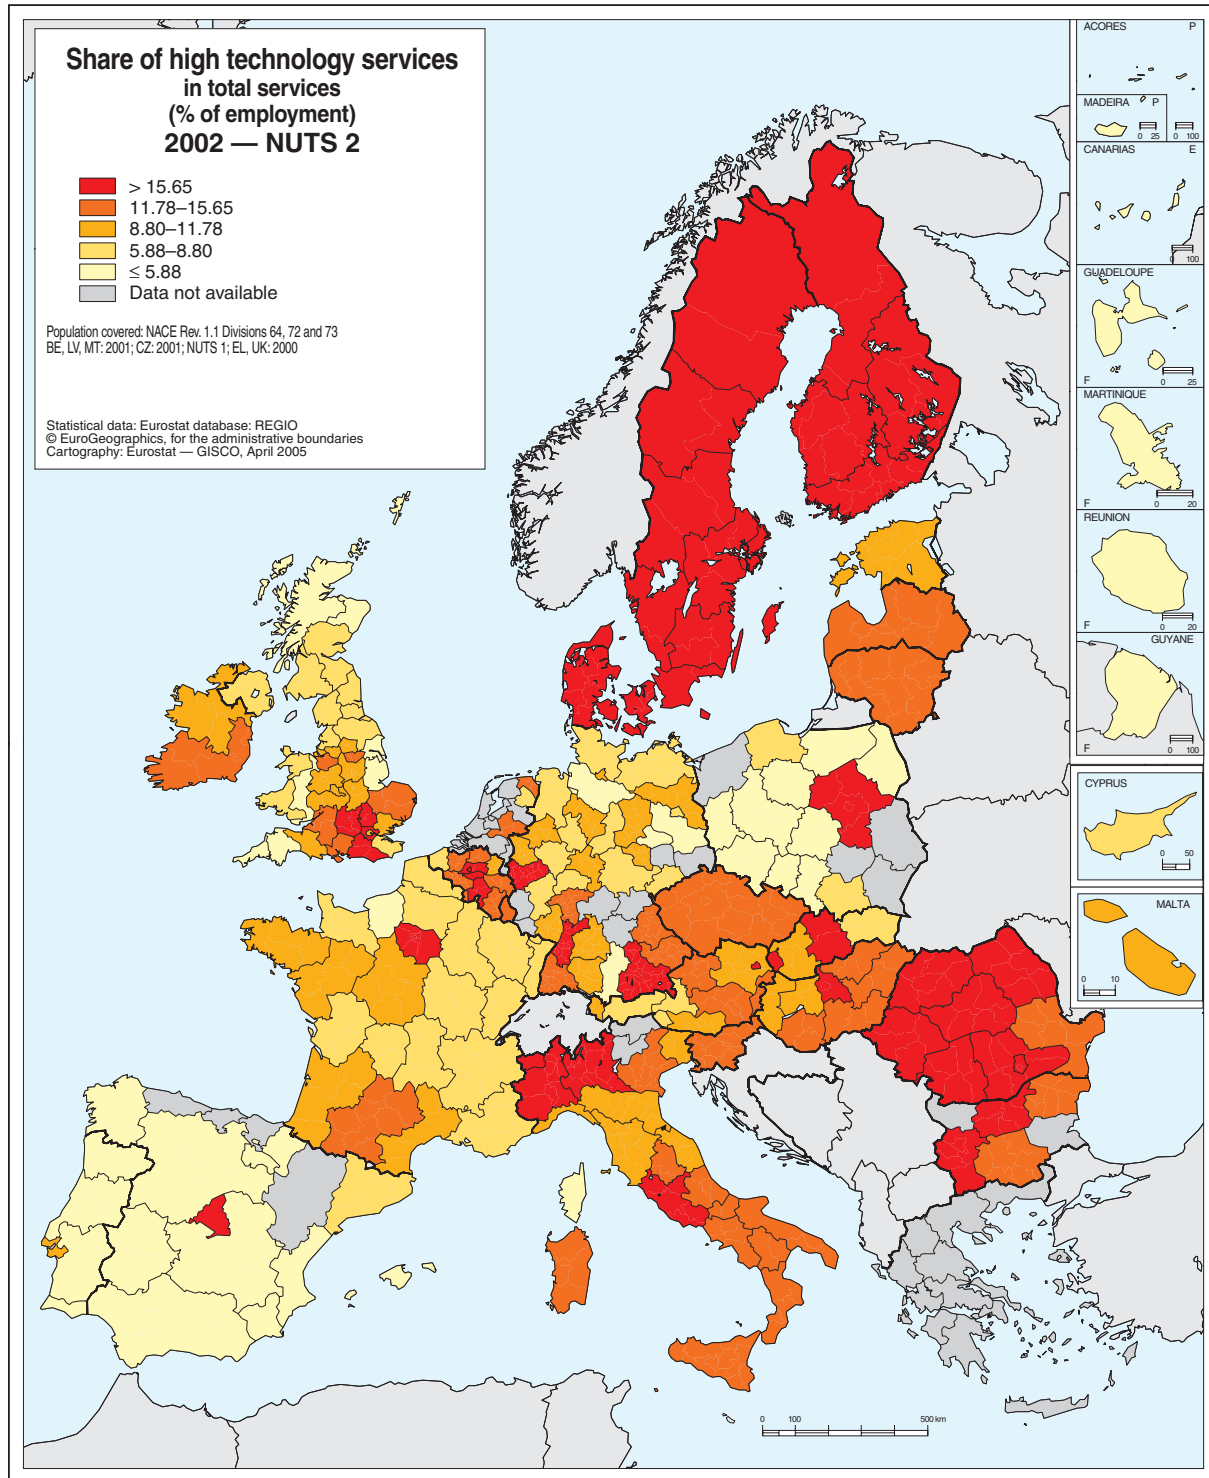 Share of high technology services
in total services
(% of employment)
2002 — NUTS 2
> 15.65
11.78–15.65
8.80–11.78
5.88–8.80
≤ 5.88
Data not available
Population covered: NACE Rev. 1.1 Divisions 64, 72 and 73
BE, LV, MT: 2001; CZ: 2001; NUTS 1; EL, UK: 2000
Statistical data: Eurostat database: REGIO
© EuroGeographics, for the administrative boundaries
Cartography: Eurostat — GISCO, April 2005
ACORES P
MADEIRA P
0 25 0 100
CANARIAS E
0 100
GUADELOUPE
F 0 25
MARTINIQUE
F 0 20
REUNION
F 0 20
GUYANE
F 0 100
CYPRUS
0 50
MALTA
0 10
0 100 500 km